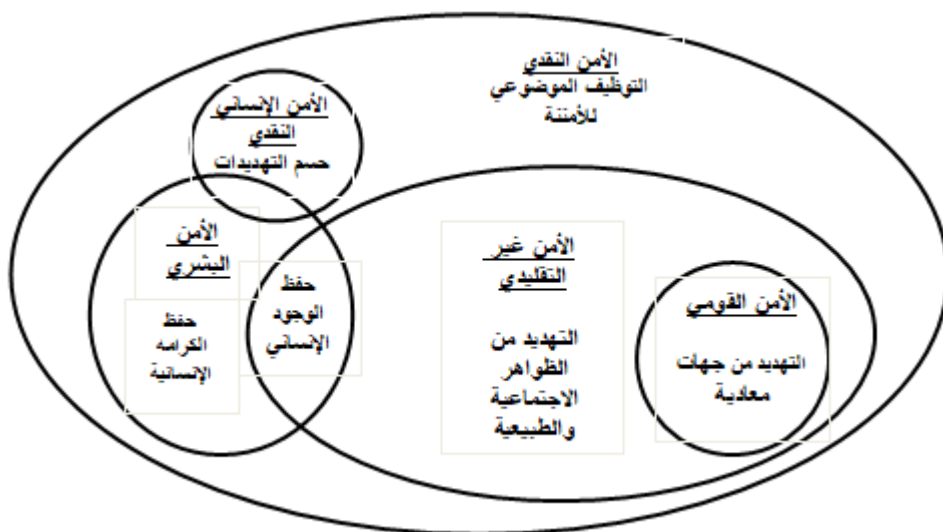 الأمن النقدي
التوظيف الموضوعي
للأمننة
الأمن الإنساني
النقدي
حسم التهديدات
الأمن
البشري
حفظ
الكرامه
الإنسانية
حفظ
الوجود
الإنساني
الأمن غير
التقليدي
التهديد من
الظواهر
الاجتماعية
والطبيعية
الأمن القومي
التهديد من جهات
معادية